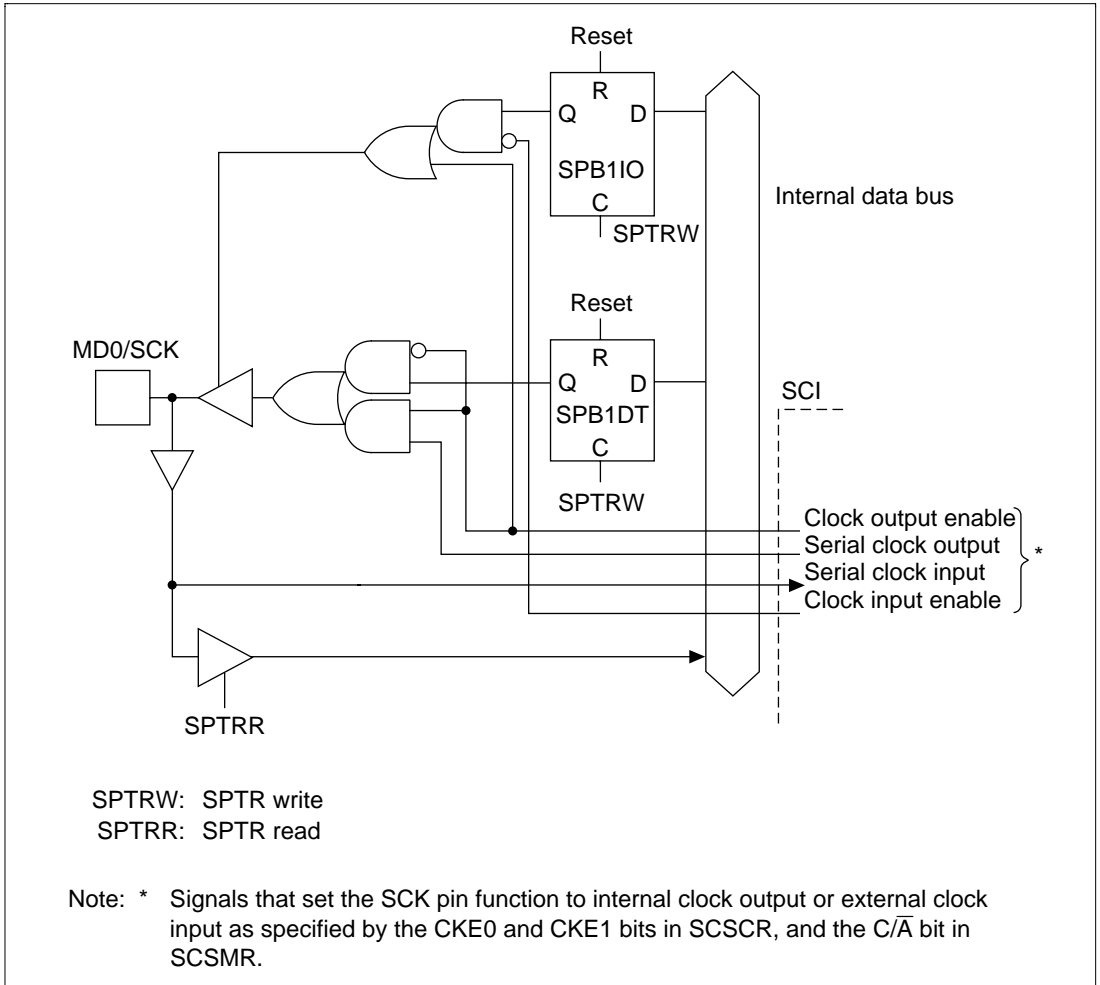 Reset
R
Q D
SPB1IO
C
SPTRW
Internal data bus
Reset
MD0/SCK
R
Q D
SPB1DT
C
SPTRW
SCI
Clock output enable
Serial clock output
*
Serial clock input
Clock input enable
SPTRR
SPTRW: SPTR write
SPTRR: SPTR read
Note: * Signals that set the SCK pin function to internal clock output or external clock
input as specified by the CKE0 and CKE1 bits in SCSCR, and the C/A̅ bit in
SCSMR.